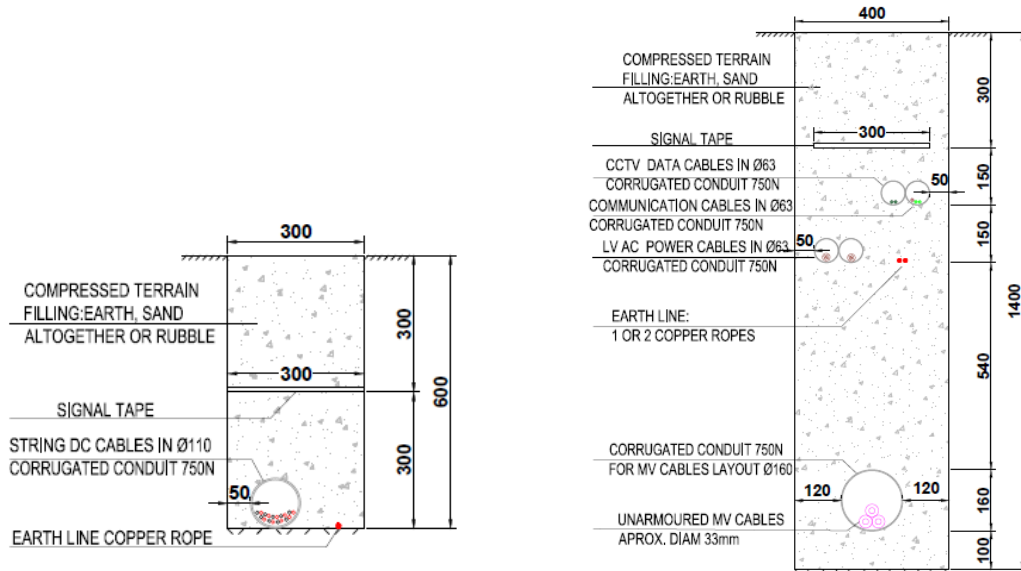 300
COMPRESSED TERRAIN
FILLING:EARTH, SAND
ALTOGETHER OR RUBBLE
300
300
600
SIGNAL TAPE
STRING DC CABLES IN Ø110
CORRUGATED CONDUIT 750N
300
50
EARTH LINE COPPER ROPE
400
COMPRESSED TERRAIN
FILLING:EARTH, SAND
ALTOGETHER OR RUBBLE
300
300
SIGNAL TAPE
CCTV DATA CABLES IN Ø63
CORRUGATED CONDUIT 750N
50
150
COMMUNICATION CABLES IN Ø63
CORRUGATED CONDUIT 750N
150
LV AC POWER CABLES IN Ø63
50
CORRUGATED CONDUIT 750N
1400
EARTH LINE:
1 OR 2 COPPER ROPES
540
CORRUGATED CONDUIT 750N
FOR MV CABLES LAYOUT Ø160
120
120
160
UNARMOURED MV CABLES
APROX. DIAM 33mm
100